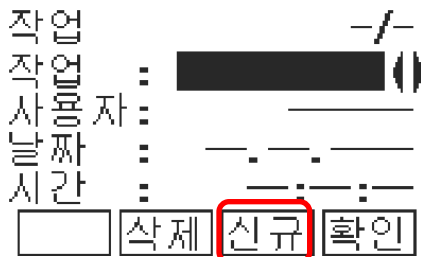 작업 -/-
작업 :
사용자 : ————
날짜 : —.—.——
시간 : —:—:—
삭제 신규 확인